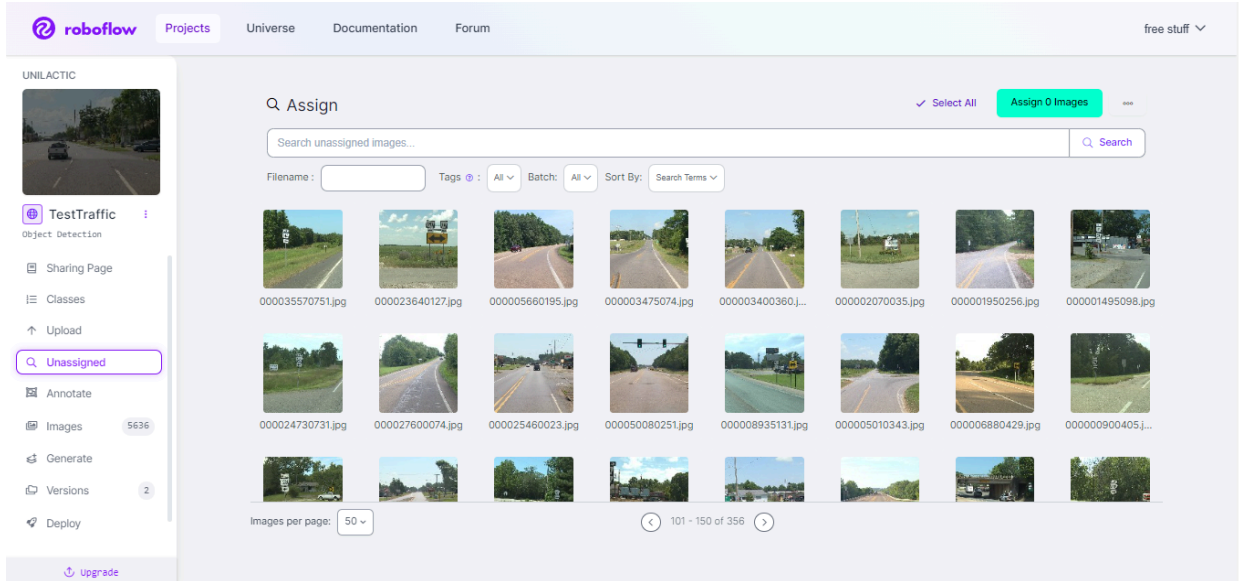 roboflow Projects Universe Documentation Forum free stuff
UNILACTIC
TestTraffic
Object Detection
Sharing Page
Classes
Upload
Unassigned
Annotate
Images 5636
Generate
Versions 2
Deploy
Upgrade
Assign Select All Assign 0 Images
Search unassigned images... Search
Filename : Tags : All Batch: All Sort By: Search Terms
000035570751.jpg 000023640127.jpg 000005660195.jpg 000003475074.jpg 000003400360.j... 000002070035.jpg 000001950256.jpg 000001495098.jpg
000024730731.jpg 000027600074.jpg 000025460023.jpg 000050080251.jpg 000008935131.jpg 000005010343.jpg 000006880429.jpg 000000900405.j...
Images per page: 50 101 - 150 of 356